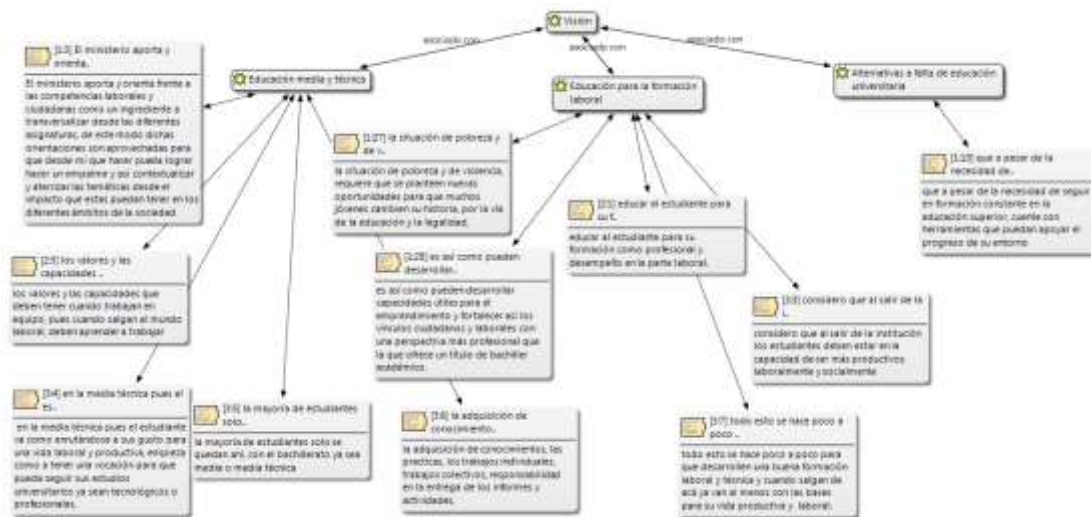 Visión
asociado con
asociado con
asociado con
Educación media y técnica
Educación para la formación
laboral
Alternativas a falta de educación
universitaria
El ministerio aporta y
orienta..
El ministerio aporta y orienta frente a
las competencias laborales y
ciudadanas como un ingrediente a
transversalizar desde las diferentes
asignaturas, de este modo dichas
orientaciones son aprovechadas para
que desde mi que hacer pueda lograr
hacer un empalme y así contextualizar
y aterrizar las temáticas desde el
impacto que estas puedan tener en los
diferentes ámbitos de la sociedad.
[1:27] la situación de pobreza y
de v..
la situación de pobreza y de violencia,
requiere que se planteen nuevas
oportunidades para que muchos
jóvenes cambien su historia, por la vía
de la educación y la legalidad.
que a pesar de la
necesidad de..
que a pesar de la necesidad de seguir
en formación constante en la
educación superior, cuente con
herramientas que puedan apoyar el
progreso de su entorno
educar al estudiante para
su f..
educar al estudiante para su
formación como profesional y
desempeño en la parte laboral.
los valores y las
capacidades ..
los valores y las capacidades que
deben tener cuando trabajan en
equipo, pues cuando salgan al mundo
laboral, deben aprender a trabajar
[1:28] es así como pueden
desarrollar..
es así como pueden desarrollar
capacidades útiles para el
emprendimiento y fortalecer así los
vínculos ciudadanos y laborales con
una perspectiva más profesional que
la que ofrece un título de bachiller
académico.
considero que al salir de la
i..
considero que al salir de la institución
los estudiantes deben estar en la
capacidad de ser más productivos
laboralmente y socialmente
[3:4] en la media técnica pues el
es..
en la media técnica pues el estudiante
va como enrutándose a sus gusto para
una vida laboral y productiva, empieza
como a tener una vocación para que
pueda seguir sus estudios
universitarios ya sean tecnológicos o
profesionales.
[3:5] la mayoría de estudiantes
solo..
la mayoría de estudiantes solo se
quedan ahí, con el bachillerato ya sea
media o media técnica
[3:6] la adquisición de
conocimiento..
la adquisición de conocimientos, las
practicas, los trabajos individuales,
trabajos colectivos, responsabilidad
en la entrega de los informes y
actividades.
[3:7] todo esto se hace poco a
poco ..
todo esto se hace poco a poco para
que desarrollen una buena formación
laboral y técnica y cuando salgan de
acá ya van al menos con las bases
para su vida productiva y laboral.